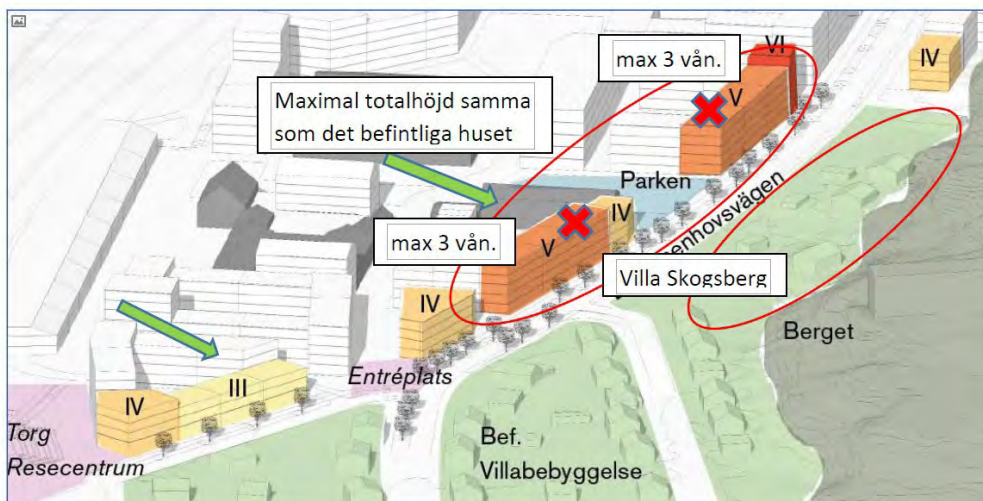 max 3 vån.
VI
IV
V
Maximal totalhöjd samma
som det befintliga huset
Parken
IV
max 3 vån.
V
enhovsvägen
Villa Skogsberg
IV
Berget
Entréplats
III
IV
Torg
Resecentrum
Bef.
Villabebyggelse